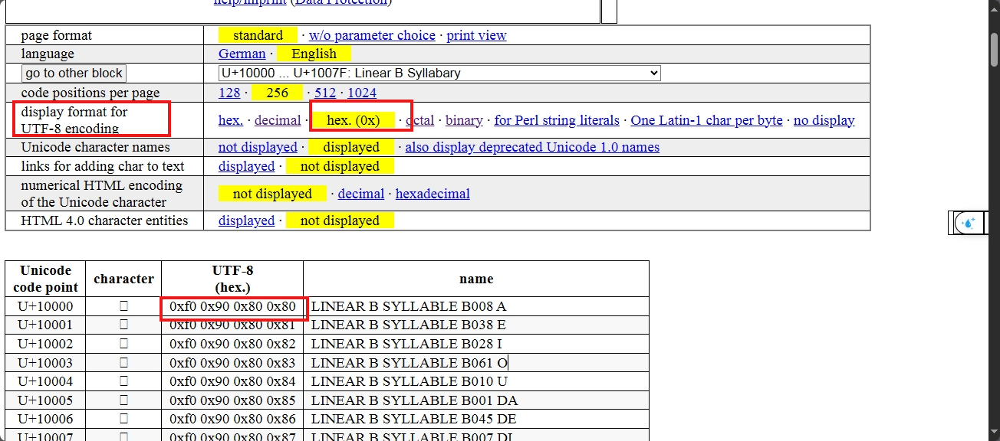 help/imprint (Data Protection)
page format standard · w/o parameter choice · print view
language German · English
go to other block U+10000 ... U+1007F: Linear B Syllabary
code positions per page 128 · 256 · 512 · 1024
display format for
UTF-8 encoding hex. · decimal · hex. (0x) · octal · binary · for Perl string literals · One Latin-1 char per byte · no display
Unicode character names not displayed · displayed · also display deprecated Unicode 1.0 names
links for adding char to text displayed · not displayed
numerical HTML encoding
of the Unicode character not displayed · decimal · hexadecimal
HTML 4.0 character entities displayed · not displayed
Unicode
code point character UTF-8
(hex.) name
U+10000 0xf0 0x90 0x80 0x80 LINEAR B SYLLABLE B008 A
U+10001 0xf0 0x90 0x80 0x81 LINEAR B SYLLABLE B038 E
U+10002 0xf0 0x90 0x80 0x82 LINEAR B SYLLABLE B028 I
U+10003 0xf0 0x90 0x80 0x83 LINEAR B SYLLABLE B061 O
U+10004 0xf0 0x90 0x80 0x84 LINEAR B SYLLABLE B010 U
U+10005 0xf0 0x90 0x80 0x85 LINEAR B SYLLABLE B001 DA
U+10006 0xf0 0x90 0x80 0x86 LINEAR B SYLLABLE B045 DE
U+10007 0xf0 0x90 0x80 0x87 LINEAR B SYLLABLE B007 DI